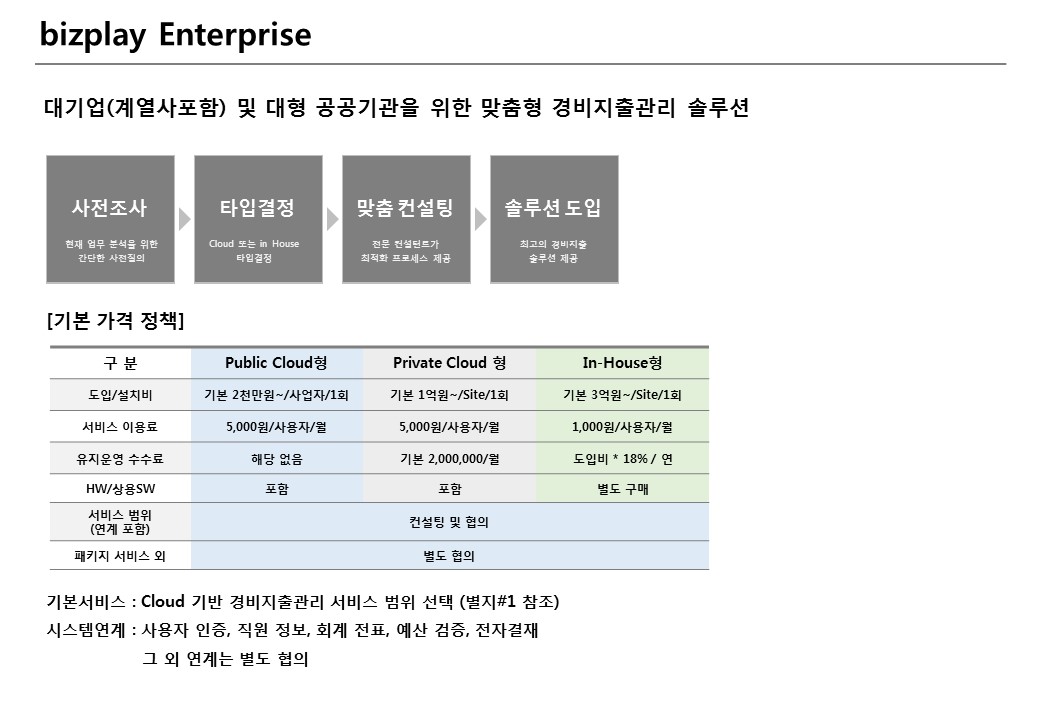 bizplay Enterprise
대기업(계열사포함) 및 대형 공공기관을 위한 맞춤형 경비지출관리 솔루션
사전조사
현재 업무 분석을 위한
간단한 사전질의
타입결정
Cloud 또는 in House
타입결정
맞춤 컨설팅
전문 컨설턴트가
최적화 프로세스 제공
솔루션 도입
최고의 경비지출
솔루션 제공
[기본 가격 정책]
구 분 Public Cloud형 Private Cloud 형 In-House형
도입/설치비 기본 2천만원~/사업자/1회 기본 1억원~/Site/1회 기본 3억원~/Site/1회
서비스 이용료 5,000원/사용자/월 5,000원/사용자/월 1,000원/사용자/월
유지운영 수수료 해당 없음 기본 2,000,000/월 도입비 * 18% / 연
HW/상용SW 포함 포함 별도 구매
서비스 범위
(연계 포함)
컨설팅 및 협의
패키지 서비스 외 별도 협의
기본서비스 : Cloud 기반 경비지출관리 서비스 범위 선택 (별지#1 참조)
시스템연계 : 사용자 인증, 직원 정보, 회계 전표, 예산 검증, 전자결재
그 외 연계는 별도 협의